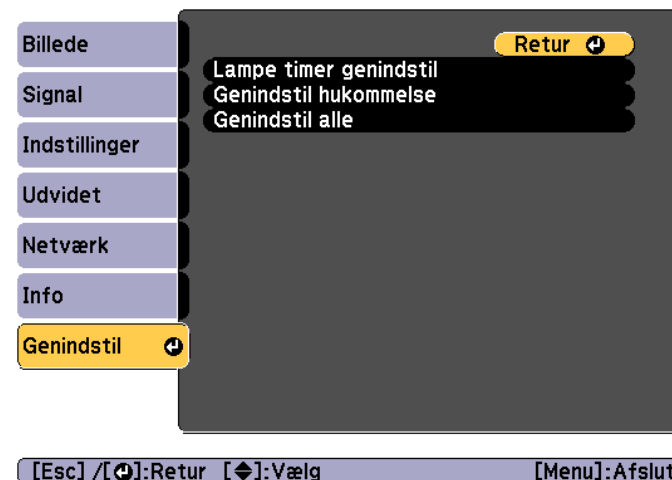 Billede
Signal
Indstillinger
Udvidet
Netværk
Info
Genindstil
Retur
Lampe timer genindstil
Genindstil hukommelse
Genindstil alle
[Esc] /[ ]:Retur [ ]:Vælg [Menu]:Afslut